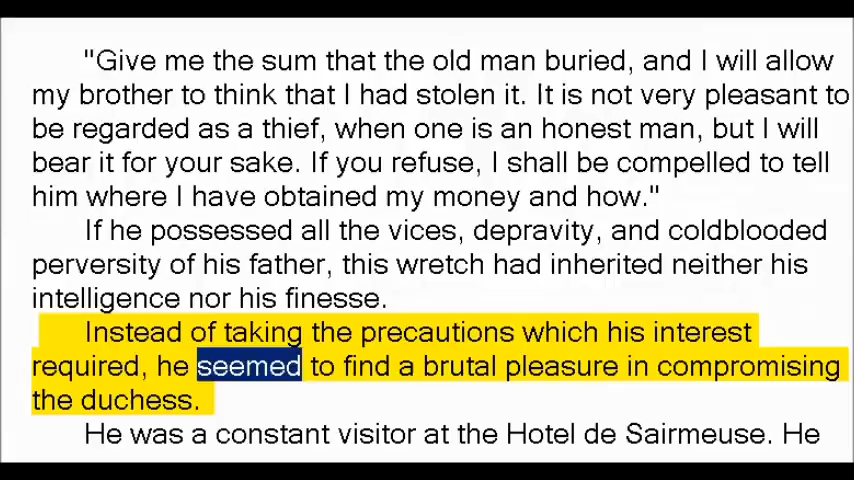 "Give me the sum that the old man buried, and I will allow
my brother to think that I had stolen it. It is not very pleasant to
be regarded as a thief, when one is an honest man, but I will
bear it for your sake. If you refuse, I shall be compelled to tell
him where I have obtained my money and how."
If he possessed all the vices, depravity, and coldblooded
perversity of his father, this wretch had inherited neither his
intelligence nor his finesse.
Instead of taking the precautions which his interest
required, he seemed to find a brutal pleasure in compromising
the duchess.
He was a constant visitor at the Hotel de Sairmeuse. He